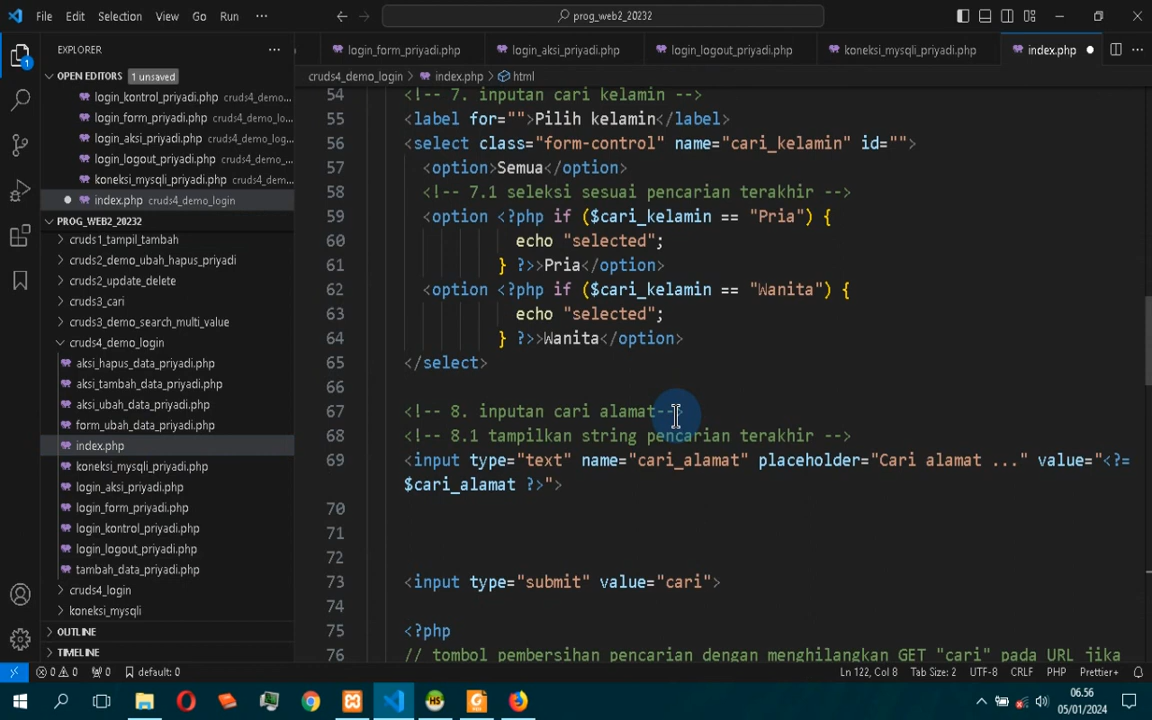 File Edit Selection View Go Run ... prog_web2_20232
EXPLORER ...
login_form_priyadi.php login_aksi_priyadi.php login_logout_priyadi.php koneksi_mysqli_priyadi.php index.php
OPEN EDITORS 1 unsaved
login_kontrol_priyadi.php cruds4_demo...
login_form_priyadi.php cruds4_demo_lo...
login_aksi_priyadi.php cruds4_demo_lo...
login_logout_priyadi.php cruds4_demo_l...
koneksi_mysqli_priyadi.php cruds4_dem...
index.php cruds4_demo_login
PROG_WEB2_20232
cruds1_tampil_tambah
cruds2_demo_ubah_hapus_priyadi
cruds2_update_delete
cruds3_cari
cruds3_demo_search_multi_value
cruds4_demo_login
aksi_hapus_data_priyadi.php
aksi_tambah_data_priyadi.php
aksi_ubah_data_priyadi.php
form_ubah_data_priyadi.php
index.php
koneksi_mysqli_priyadi.php
login_aksi_priyadi.php
login_form_priyadi.php
login_kontrol_priyadi.php
login_logout_priyadi.php
tambah_data_priyadi.php
cruds4_login
koneksi_mysqli
OUTLINE
TIMELINE
cruds4_demo_login > index.php > html
54 <!-- 7. inputan cari kelamin -->
55 <label for="">Pilih kelamin</label>
56 <select class="form-control" name="cari_kelamin" id="">
57 <option>Semua</option>
58 <!-- 7.1 seleksi sesuai pencarian terakhir -->
59 <option <?php if ($cari_kelamin == "Pria") {
60 echo "selected";
61 } ?>>Pria</option>
62 <option <?php if ($cari_kelamin == "Wanita") {
63 echo "selected";
64 } ?>>Wanita</option>
65 </select>
66
67 <!-- 8. inputan cari alamat-->
68 <!-- 8.1 tampilkan string pencarian terakhir -->
69 <input type="text" name="cari_alamat" placeholder="Cari alamat ..." value="<?=
$cari_alamat ?>">
70
71
72
73 <input type="submit" value="cari">
74
75 <?php
76 // tombol pembersihan pencarian dengan menghilangkan GET "cari" pada URL jika
0 0 0 default: 0 Ln 122, Col 8 Tab Size: 2 UTF-8 CRLF PHP Prettier+
06.56
05/01/2024